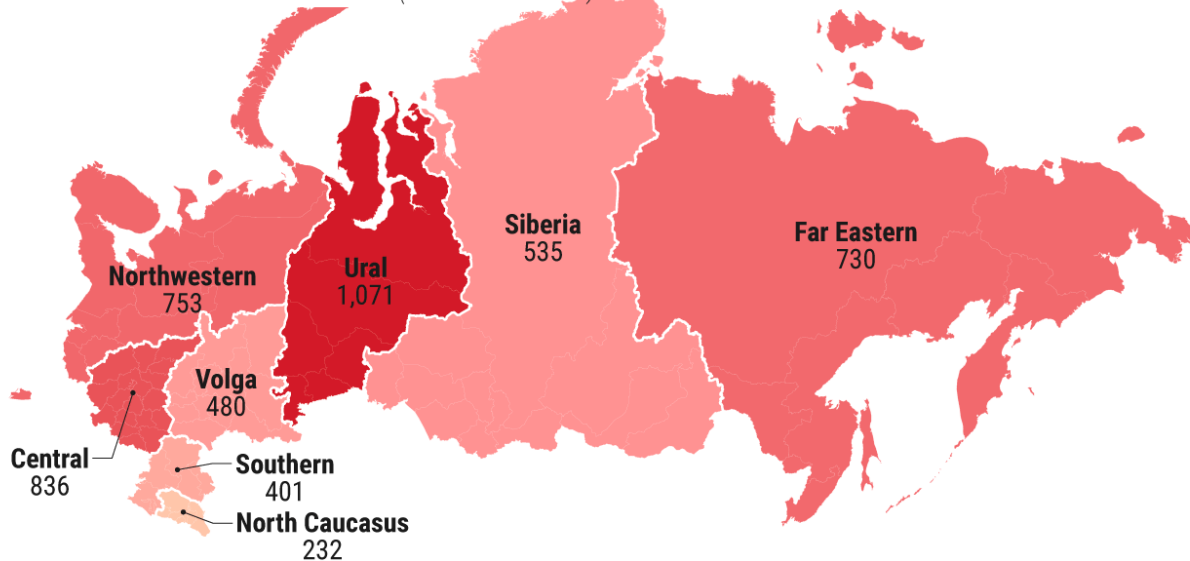 Northwestern
753
Ural
1,071
Siberia
535
Far Eastern
730
Volga
480
Central
836
Southern
401
North Caucasus
232